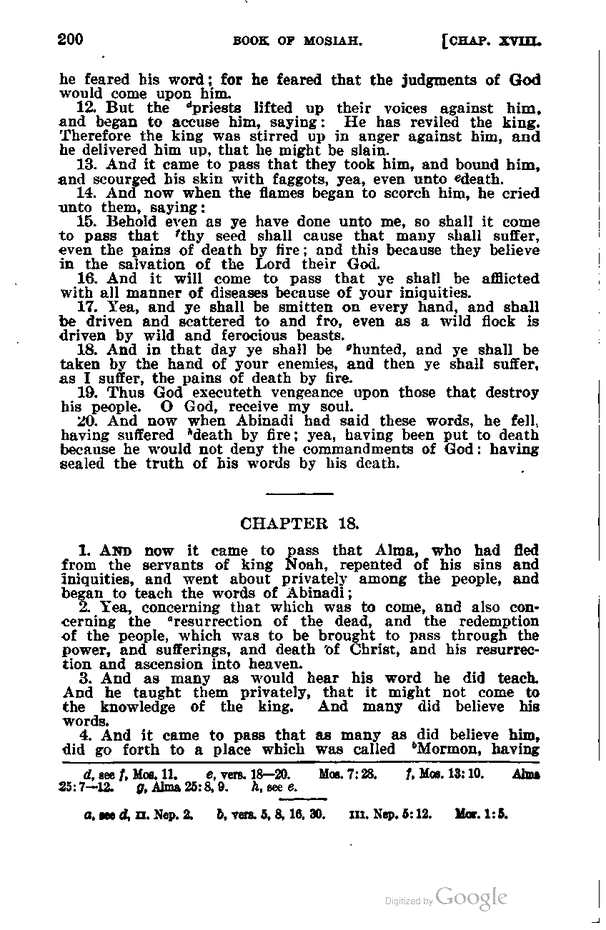 200 BOOK OF MOSIAH. [CHAP. XVIII.
he feared his word; for he feared that the judgments of God
would come upon him.
12. But the dpriests lifted up their voices against him,
and began to accuse him, saying: He has reviled the king.
Therefore the king was stirred up in anger against him, and
he delivered him up, that he might be slain.
13. And it came to pass that they took him, and bound him,
and scourged his skin with faggots, yea, even unto edeath.
14. And now when the flames began to scorch him, he cried
unto them, saying:
15. Behold even as ye have done unto me, so shall it come
to pass that fthy seed shall cause that many shall suffer,
even the pains of death by fire; and this because they believe
in the salvation of the Lord their God.
16. And it will come to pass that ye shall be afflicted
with all manner of diseases because of your iniquities.
17. Yea, and ye shall be smitten on every hand, and shall
be driven and scattered to and fro, even as a wild flock is
driven by wild and ferocious beasts.
18. And in that day ye shall be ghunted, and ye shall be
taken by the hand of your enemies, and then ye shall suffer,
as I suffer, the pains of death by fire.
19. Thus God executeth vengeance upon those that destroy
his people. O God, receive my soul.
20. And now when Abinadi had said these words, he fell,
having suffered hdeath by fire; yea, having been put to death
because he would not deny the commandments of God: having
sealed the truth of his words by his death.
CHAPTER 18.
1. AND now it came to pass that Alma, who had fled
from the servants of king Noah, repented of his sins and
iniquities, and went about privately among the people, and
began to teach the words of Abinadi;
2. Yea, concerning that which was to come, and also con-
cerning the aresurrection of the dead, and the redemption
of the people, which was to be brought to pass through the
power, and sufferings, and death of Christ, and his resurrec-
tion and ascension into heaven.
3. And as many as would hear his word he did teach.
And he taught them privately, that it might not come to
the knowledge of the king. And many did believe his
words.
4. And it came to pass that as many as did believe him,
did go forth to a place which was called bMormon, having
d, see f, Mos. 11. e, vers. 18—20. Mos. 7:28. f, Mos. 13:10. Alma
25:7—12. g, Alma 25:8, 9. h, see e.
a, see d, II. Nep. 2. b, vers. 5, 8, 16, 30. III. Nep. 5:12. Mor. 1:5.
Digitized by Google